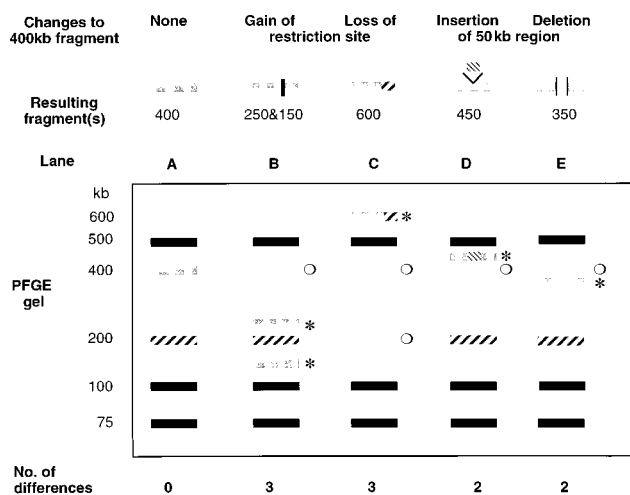 Changes to 400kb fragment
None
Gain of restriction site
Loss of
Insertion of 50kb region
Deletion
Resulting fragment(s)
400
250&150
600
450
350
Lane
A
B
C
D
E
kb
600
*
500
*
400
*
PFGE gel
*
200
*
100
75
No. of differences
0
3
3
2
2